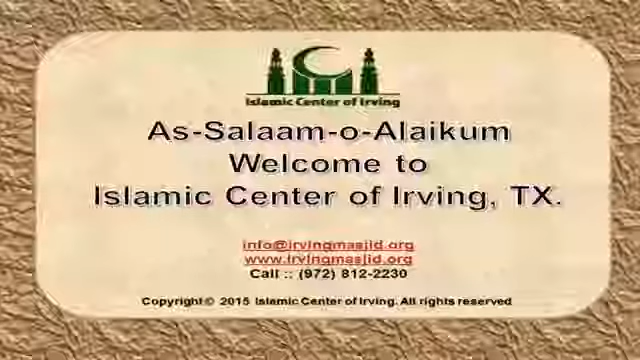 Islamic Center of Irving
As-Salaam-o-Alaikum
Welcome to
Islamic Center of Irving, TX.
info@irvingmasjid.org
www.irvingmasjid.org
Call :: (972) 812-2230
Copyright © 2015 Islamic Center of Irving. All rights reserved